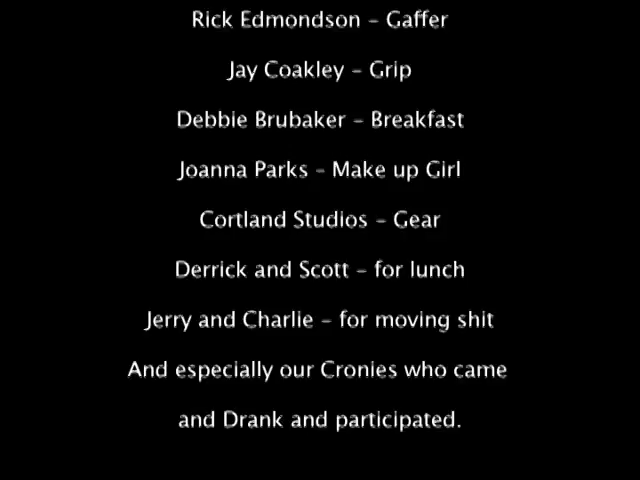 Rick Edmondson – Gaffer
Jay Coakley – Grip
Debbie Brubaker – Breakfast
Joanna Parks – Make up Girl
Cortland Studios – Gear
Derrick and Scott – for lunch
Jerry and Charlie – for moving shit
And especially our Cronies who came
and Drank and participated.